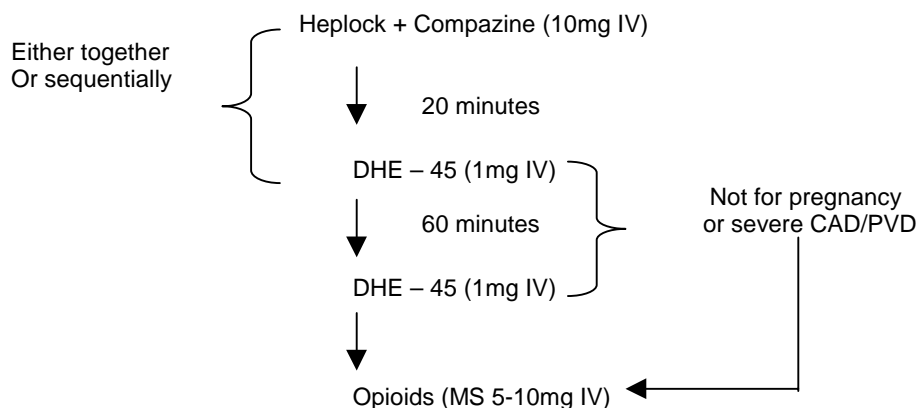 Heplock + Compazine (10mg IV)
Either together
Or sequentially
20 minutes
DHE – 45 (1mg IV)
60 minutes
Not for pregnancy
or severe CAD/PVD
DHE – 45 (1mg IV)
Opioids (MS 5-10mg IV)